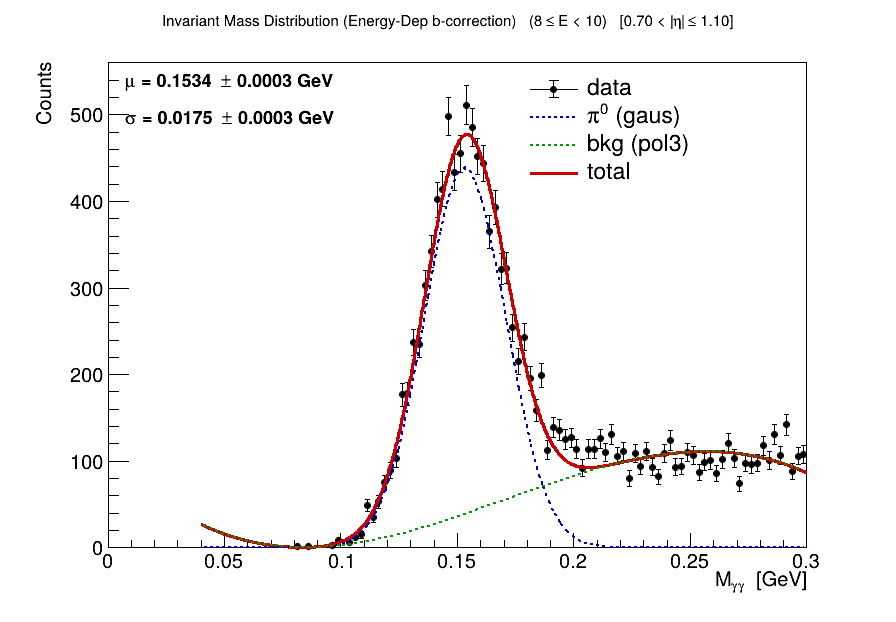 Invariant Mass Distribution (Energy-Dep b-correction) (8 ≤ E < 10) [0.70 < |η| ≤ 1.10]
Counts
μ = 0.1534 ± 0.0003 GeV
σ = 0.0175 ± 0.0003 GeV
data
π⁰ (gaus)
bkg (pol3)
total
500
400
300
200
100
0
0 0.05 0.1 0.15 0.2 0.25 0.3
Mγγ [GeV]